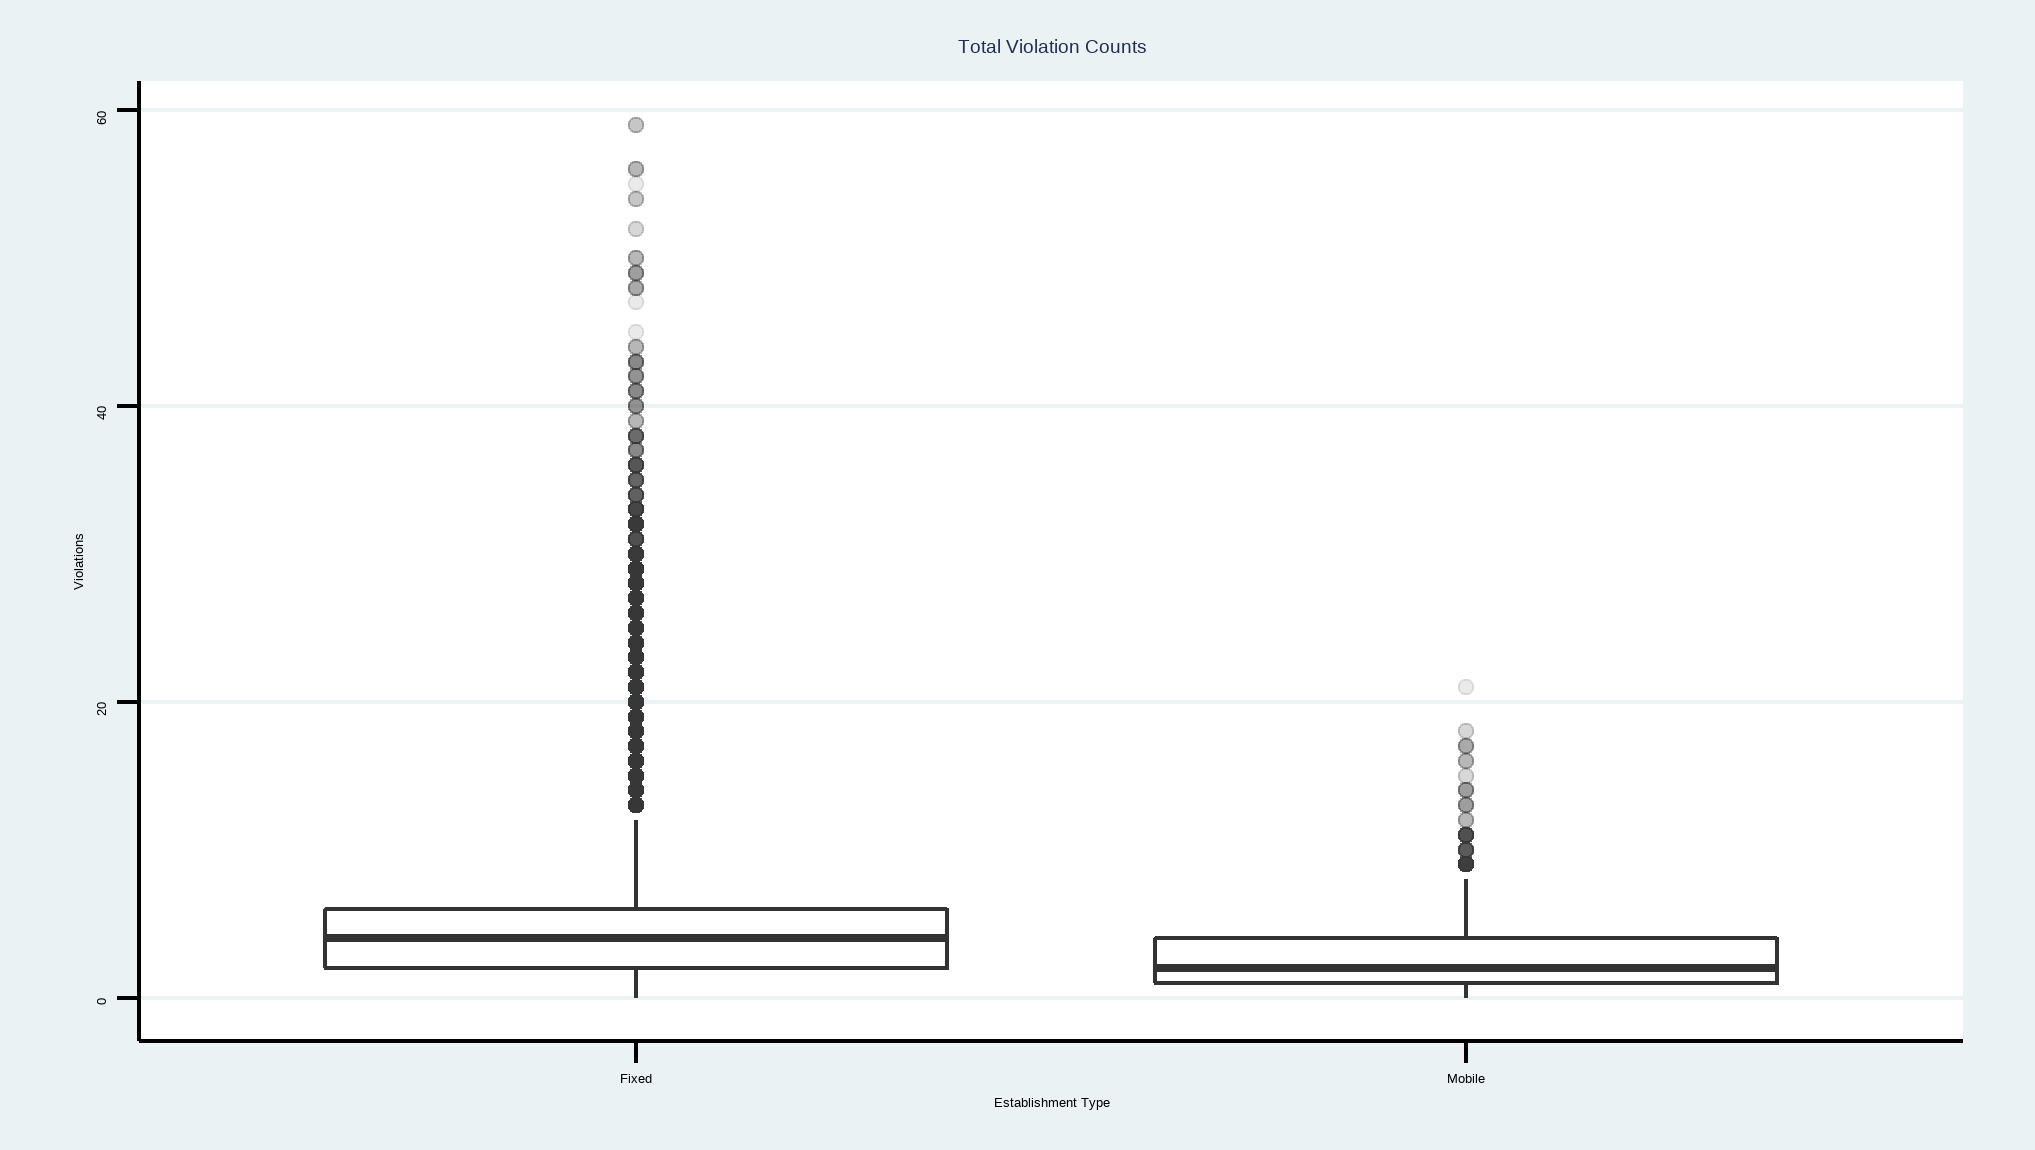 Total Violation Counts
60
40
20
0
Violations
Fixed
Mobile
Establishment Type